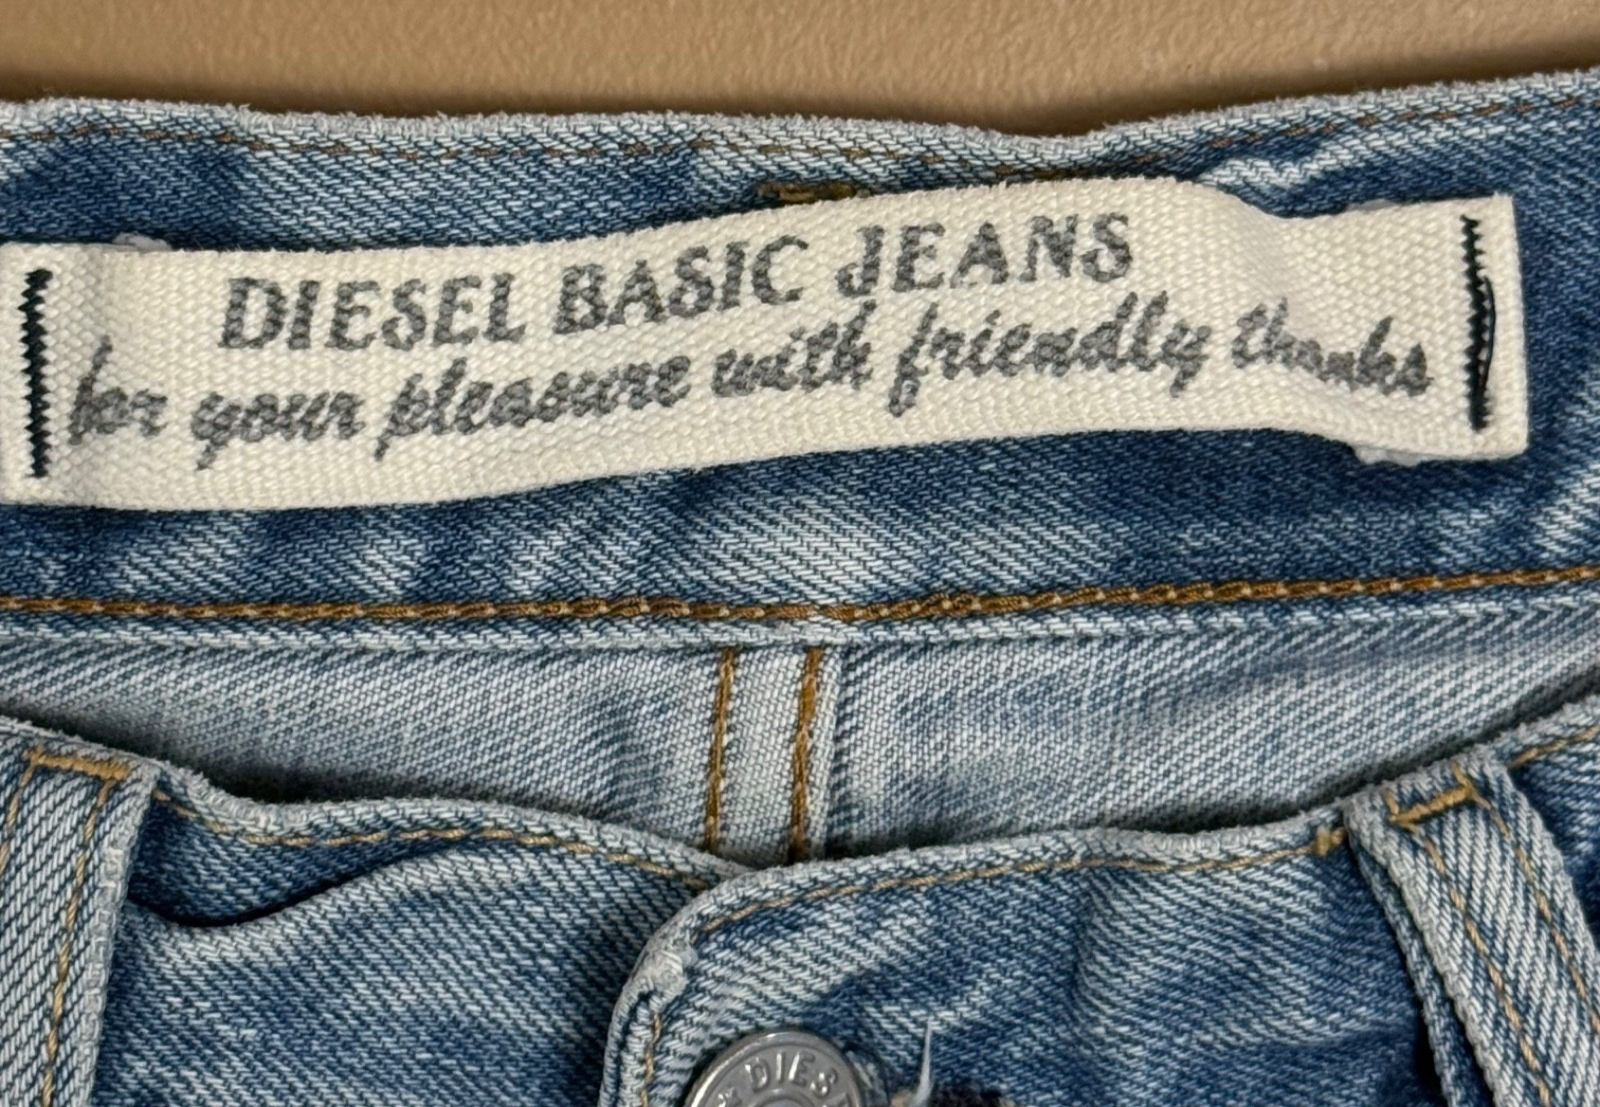 DIESEL BASIC JEANS
for your pleasure with friendly thanks
DIES